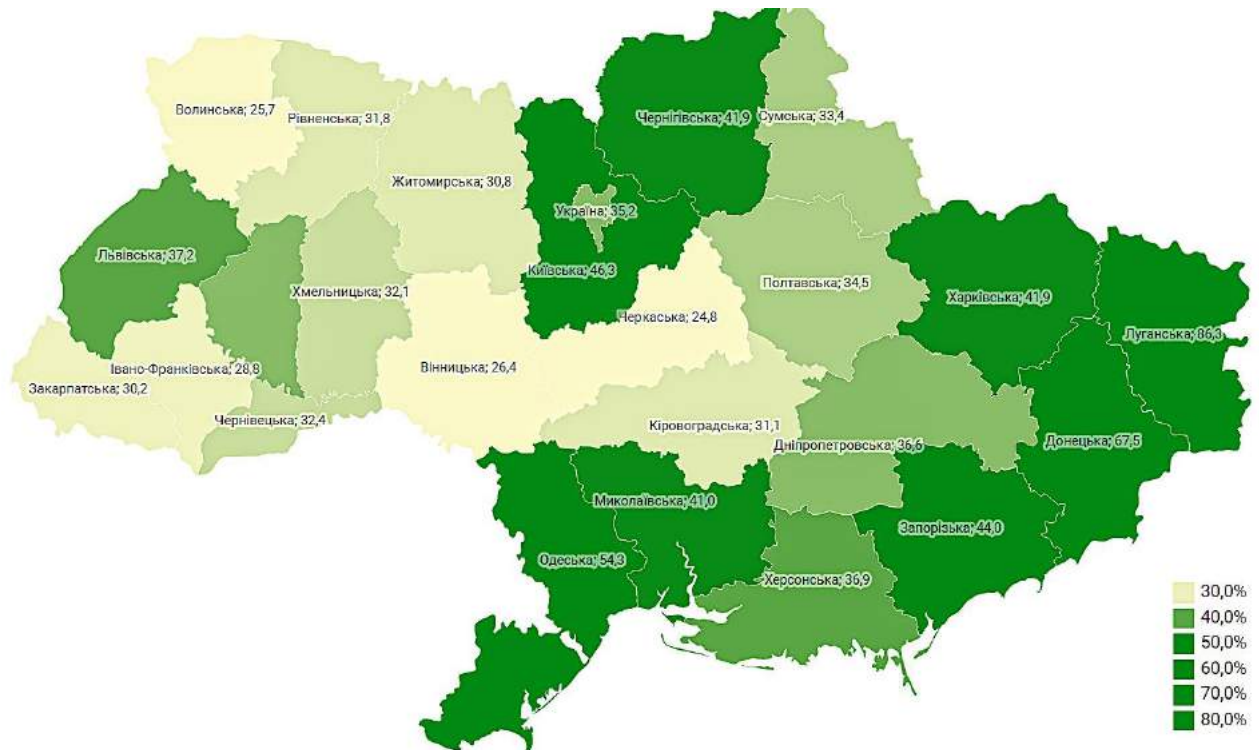 Волинська; 25,7
Рівненська; 31,8
Чернігівська; 41,9
Сумська; 33,4
Житомирська; 30,8
Україна; 35,2
Львівська; 37,2
Київська; 46,3
Хмельницька; 32,1
Полтавська; 34,5
Харківська; 41,9
Черкаська; 24,8
Луганська; 86,3
Івано-Франківська; 28,8
Вінницька; 26,4
Закарпатська; 30,2
Чернівецька; 32,4
Кіровоградська; 31,1
Дніпропетровська; 36,6
Донецька; 67,5
Миколаївська; 41,0
Запорізька; 44,0
Одеська; 54,3
Херсонська; 36,9
30,0%
40,0%
50,0%
60,0%
70,0%
80,0%